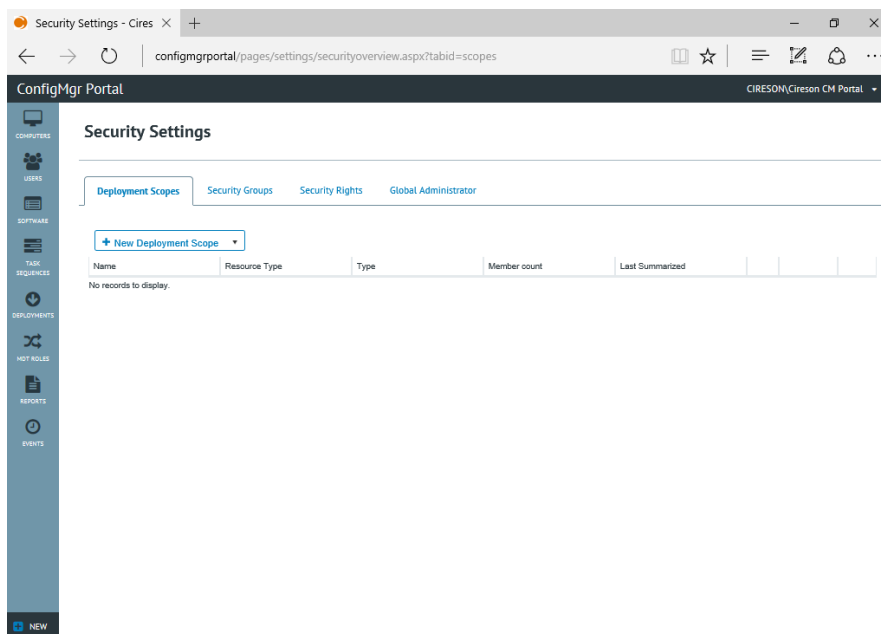 Security Settings - Cires
configmgrportal/pages/settings/securityoverview.aspx?tabid=scopes
ConfigMgr Portal
CIRESON\Cireson CM Portal
COMPUTERS
USERS
SOFTWARE
TASK
SEQUENCES
DEPLOYMENTS
MDT ROLES
REPORTS
EVENTS
NEW
Security Settings
Deployment Scopes Security Groups Security Rights Global Administrator
New Deployment Scope
Name Resource Type Type Member count Last Summarized
No records to display.